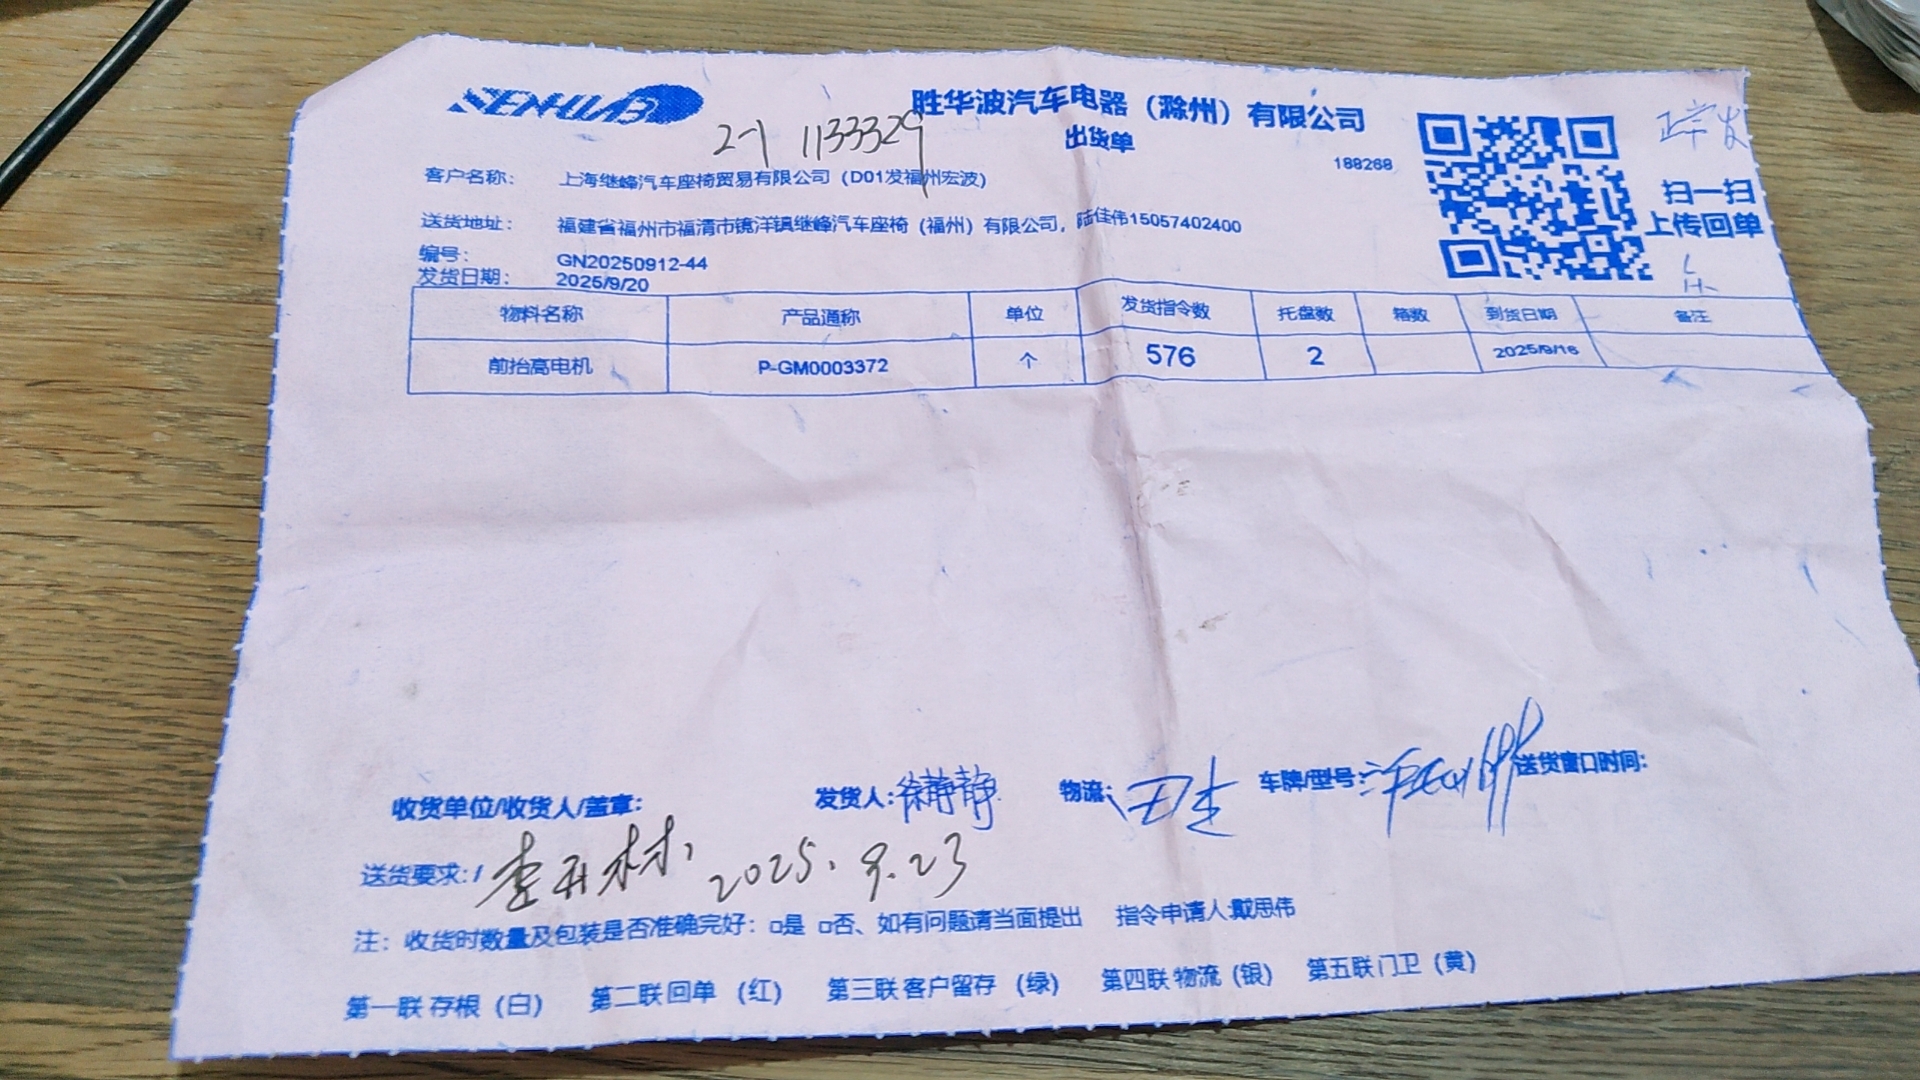 SENHWAB
胜华波汽车电器（滁州）有限公司
2-1 1133329
出货单
188268
扫一扫
上传回单
客户名称： 上海继峰汽车座椅贸易有限公司（D01发福州宏波）
送货地址： 福建省福州市福清市镜洋镇继峰汽车座椅（福州）有限公司，陆佳伟15057402400
编号： GN20250912-44
发货日期： 2025/9/20
物料名称 产品通称 单位 发货指令数 托盘数 箱数 到货日期 备注
前抬高电机 P-GM0003372 个 576 2 2025/9/16
收货单位/收货人/盖章： 发货人：徐静静 物流： 车牌/型号： 送货窗口时间：
送货要求：/ 2025.9.23
注：收货时数量及包装是否准确完好：□是 □否、如有问题请当面提出 指令申请人:戴思伟
第一联 存根（白） 第二联 回单 （红） 第三联 客户留存 （绿） 第四联 物流（银） 第五联 门卫（黄）